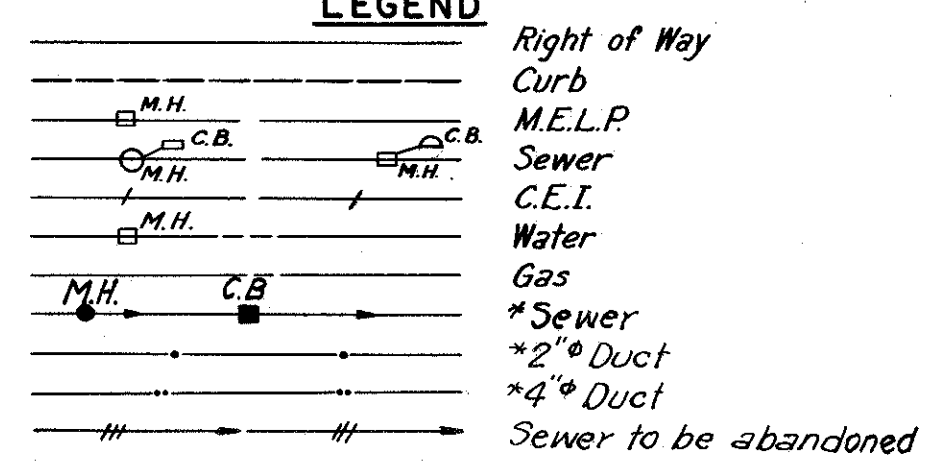 LEGEND
Right of Way
Curb
M.H. M.E.L.P.
C.B. M.H. C.B. M.H. Sewer
C.E.I.
M.H. Water
Gas
M.H. C.B *Sewer
*2"φ Duct
*4"φ Duct
Sewer to be abandoned